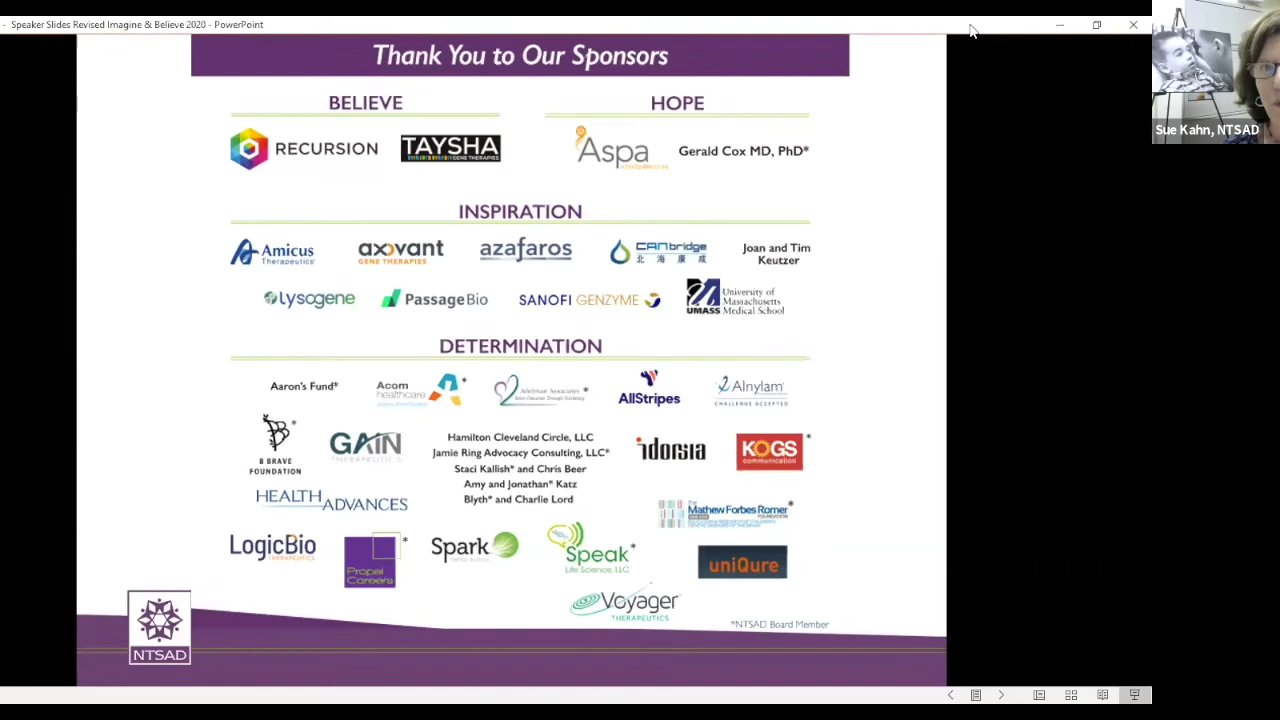 - Speaker Slides Revised Imagine & Believe 2020 - PowerPoint
Sue Kahn, NTSAD
Thank You to Our Sponsors
BELIEVE
HOPE
RECURSION
TAYSHA
GENE THERAPIES
Aspa
Gerald Cox MD, PhD*
INSPIRATION
Amicus
Therapeutics
axovant
GENE THERAPIES
azafaros
CANbridge
北海康成
Joan and Tim
Keutzer
Lysogene
PassageBio
SANOFI GENZYME
UMASS
University of
Massachusetts
Medical School
DETERMINATION
Aaron's Fund*
Acom
healthcare
*
Adelman Associates
*
AllStripes
Alnylam
CHALLENGE ACCEPTED
*
B BRAVE
FOUNDATION
GAIN
THERAPEUTICS
Hamilton Cleveland Circle, LLC
Jamie Ring Advocacy Consulting, LLC*
Staci Kallish* and Chris Beer
Amy and Jonathan* Katz
Blyth* and Charlie Lord
idorsia
KOGS
communication
*
HEALTH ADVANCES
The
Mathew Forbes Romer
FOUNDATION
*
LogicBio
THERAPEUTICS
Propel
Careers
*
Spark
Speak
Life Science, LLC
*
uniQure
Voyager
THERAPEUTICS
*NTSAD Board Member
NTSAD